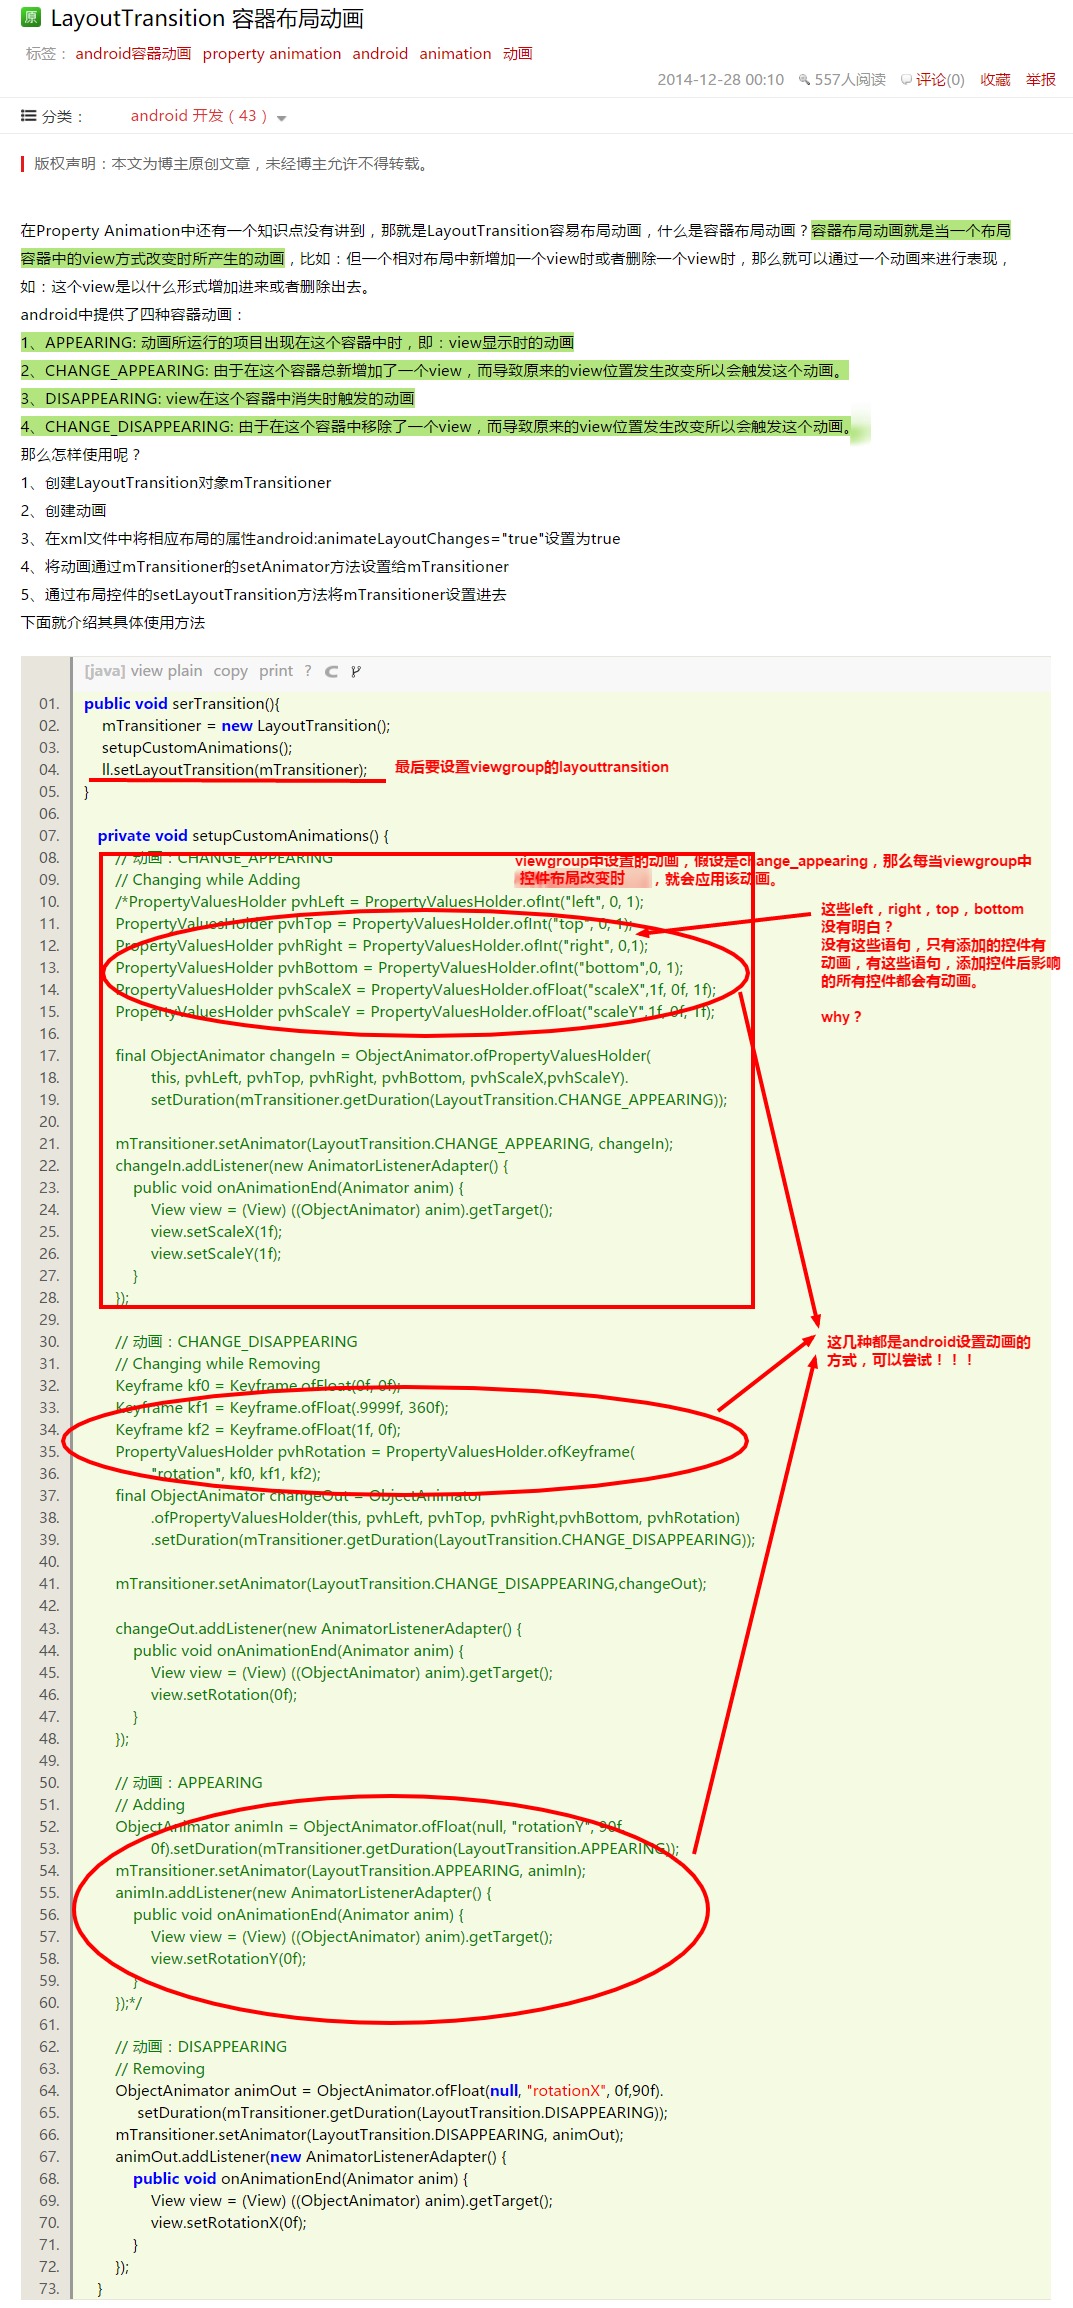 原 LayoutTransition 容器布局动画
标签： android容器动画 property animation android animation 动画
2014-12-28 00:10 557人阅读 评论(0) 收藏 举报
分类： android 开发（43）
版权声明：本文为博主原创文章，未经博主允许不得转载。
在Property Animation中还有一个知识点没有讲到，那就是LayoutTransition容易布局动画，什么是容器布局动画？容器布局动画就是当一个布局
容器中的view方式改变时所产生的动画，比如：但一个相对布局中新增加一个view时或者删除一个view时，那么就可以通过一个动画来进行表现，
如：这个view是以什么形式增加进来或者删除出去。
android中提供了四种容器动画：
1、APPEARING: 动画所运行的项目出现在这个容器中时，即：view显示时的动画
2、CHANGE_APPEARING: 由于在这个容器总新增加了一个view，而导致原来的view位置发生改变所以会触发这个动画。
3、DISAPPEARING: view在这个容器中消失时触发的动画
4、CHANGE_DISAPPEARING: 由于在这个容器中移除了一个view，而导致原来的view位置发生改变所以会触发这个动画。
那么怎样使用呢？
1、创建LayoutTransition对象mTransitioner
2、创建动画
3、在xml文件中将相应布局的属性android:animateLayoutChanges="true"设置为true
4、将动画通过mTransitioner的setAnimator方法设置给mTransitioner
5、通过布局控件的setLayoutTransition方法将mTransitioner设置进去
下面就介绍其具体使用方法
[java] view plain copy print ?
01. public void serTransition(){
02. mTransitioner = new LayoutTransition();
03. setupCustomAnimations();
04. ll.setLayoutTransition(mTransitioner);
最后要设置viewgroup的layouttransition
05. }
06.
07. private void setupCustomAnimations() {
08. // 动画：CHANGE_APPEARING
viewgroup中设置的动画，假设是change_appearing，那么每当viewgroup中
控件布局改变时，就会应用该动画。
09. // Changing while Adding
10. /*PropertyValuesHolder pvhLeft = PropertyValuesHolder.ofInt("left", 0, 1);
11. PropertyValuesHolder pvhTop = PropertyValuesHolder.ofInt("top", 0, 1);
12. PropertyValuesHolder pvhRight = PropertyValuesHolder.ofInt("right", 0,1);
13. PropertyValuesHolder pvhBottom = PropertyValuesHolder.ofInt("bottom",0, 1);
14. PropertyValuesHolder pvhScaleX = PropertyValuesHolder.ofFloat("scaleX",1f, 0f, 1f);
15. PropertyValuesHolder pvhScaleY = PropertyValuesHolder.ofFloat("scaleY",1f, 0f, 1f);
这些left，right，top，bottom
没有明白？
没有这些语句，只有添加的控件有
动画，有这些语句，添加控件后影响
的所有控件都会有动画。
why？
16.
17. final ObjectAnimator changeIn = ObjectAnimator.ofPropertyValuesHolder(
18. this, pvhLeft, pvhTop, pvhRight, pvhBottom, pvhScaleX,pvhScaleY).
19. setDuration(mTransitioner.getDuration(LayoutTransition.CHANGE_APPEARING));
20.
21. mTransitioner.setAnimator(LayoutTransition.CHANGE_APPEARING, changeIn);
22. changeIn.addListener(new AnimatorListenerAdapter() {
23. public void onAnimationEnd(Animator anim) {
24. View view = (View) ((ObjectAnimator) anim).getTarget();
25. view.setScaleX(1f);
26. view.setScaleY(1f);
27. }
28. });
29.
30. // 动画：CHANGE_DISAPPEARING
这几种都是android设置动画的
方式，可以尝试！！！
31. // Changing while Removing
32. Keyframe kf0 = Keyframe.ofFloat(0f, 0f);
33. Keyframe kf1 = Keyframe.ofFloat(.9999f, 360f);
34. Keyframe kf2 = Keyframe.ofFloat(1f, 0f);
35. PropertyValuesHolder pvhRotation = PropertyValuesHolder.ofKeyframe(
36. "rotation", kf0, kf1, kf2);
37. final ObjectAnimator changeOut = ObjectAnimator
38. .ofPropertyValuesHolder(this, pvhLeft, pvhTop, pvhRight,pvhBottom, pvhRotation)
39. .setDuration(mTransitioner.getDuration(LayoutTransition.CHANGE_DISAPPEARING));
40.
41. mTransitioner.setAnimator(LayoutTransition.CHANGE_DISAPPEARING,changeOut);
42.
43. changeOut.addListener(new AnimatorListenerAdapter() {
44. public void onAnimationEnd(Animator anim) {
45. View view = (View) ((ObjectAnimator) anim).getTarget();
46. view.setRotation(0f);
47. }
48. });
49.
50. // 动画：APPEARING
51. // Adding
52. ObjectAnimator animIn = ObjectAnimator.ofFloat(null, "rotationY", 90f,
53. 0f).setDuration(mTransitioner.getDuration(LayoutTransition.APPEARING));
54. mTransitioner.setAnimator(LayoutTransition.APPEARING, animIn);
55. animIn.addListener(new AnimatorListenerAdapter() {
56. public void onAnimationEnd(Animator anim) {
57. View view = (View) ((ObjectAnimator) anim).getTarget();
58. view.setRotationY(0f);
59. }
60. });*/
61.
62. // 动画：DISAPPEARING
63. // Removing
64. ObjectAnimator animOut = ObjectAnimator.ofFloat(null, "rotationX", 0f,90f).
65. setDuration(mTransitioner.getDuration(LayoutTransition.DISAPPEARING));
66. mTransitioner.setAnimator(LayoutTransition.DISAPPEARING, animOut);
67. animOut.addListener(new AnimatorListenerAdapter() {
68. public void onAnimationEnd(Animator anim) {
69. View view = (View) ((ObjectAnimator) anim).getTarget();
70. view.setRotationX(0f);
71. }
72. });
73. }